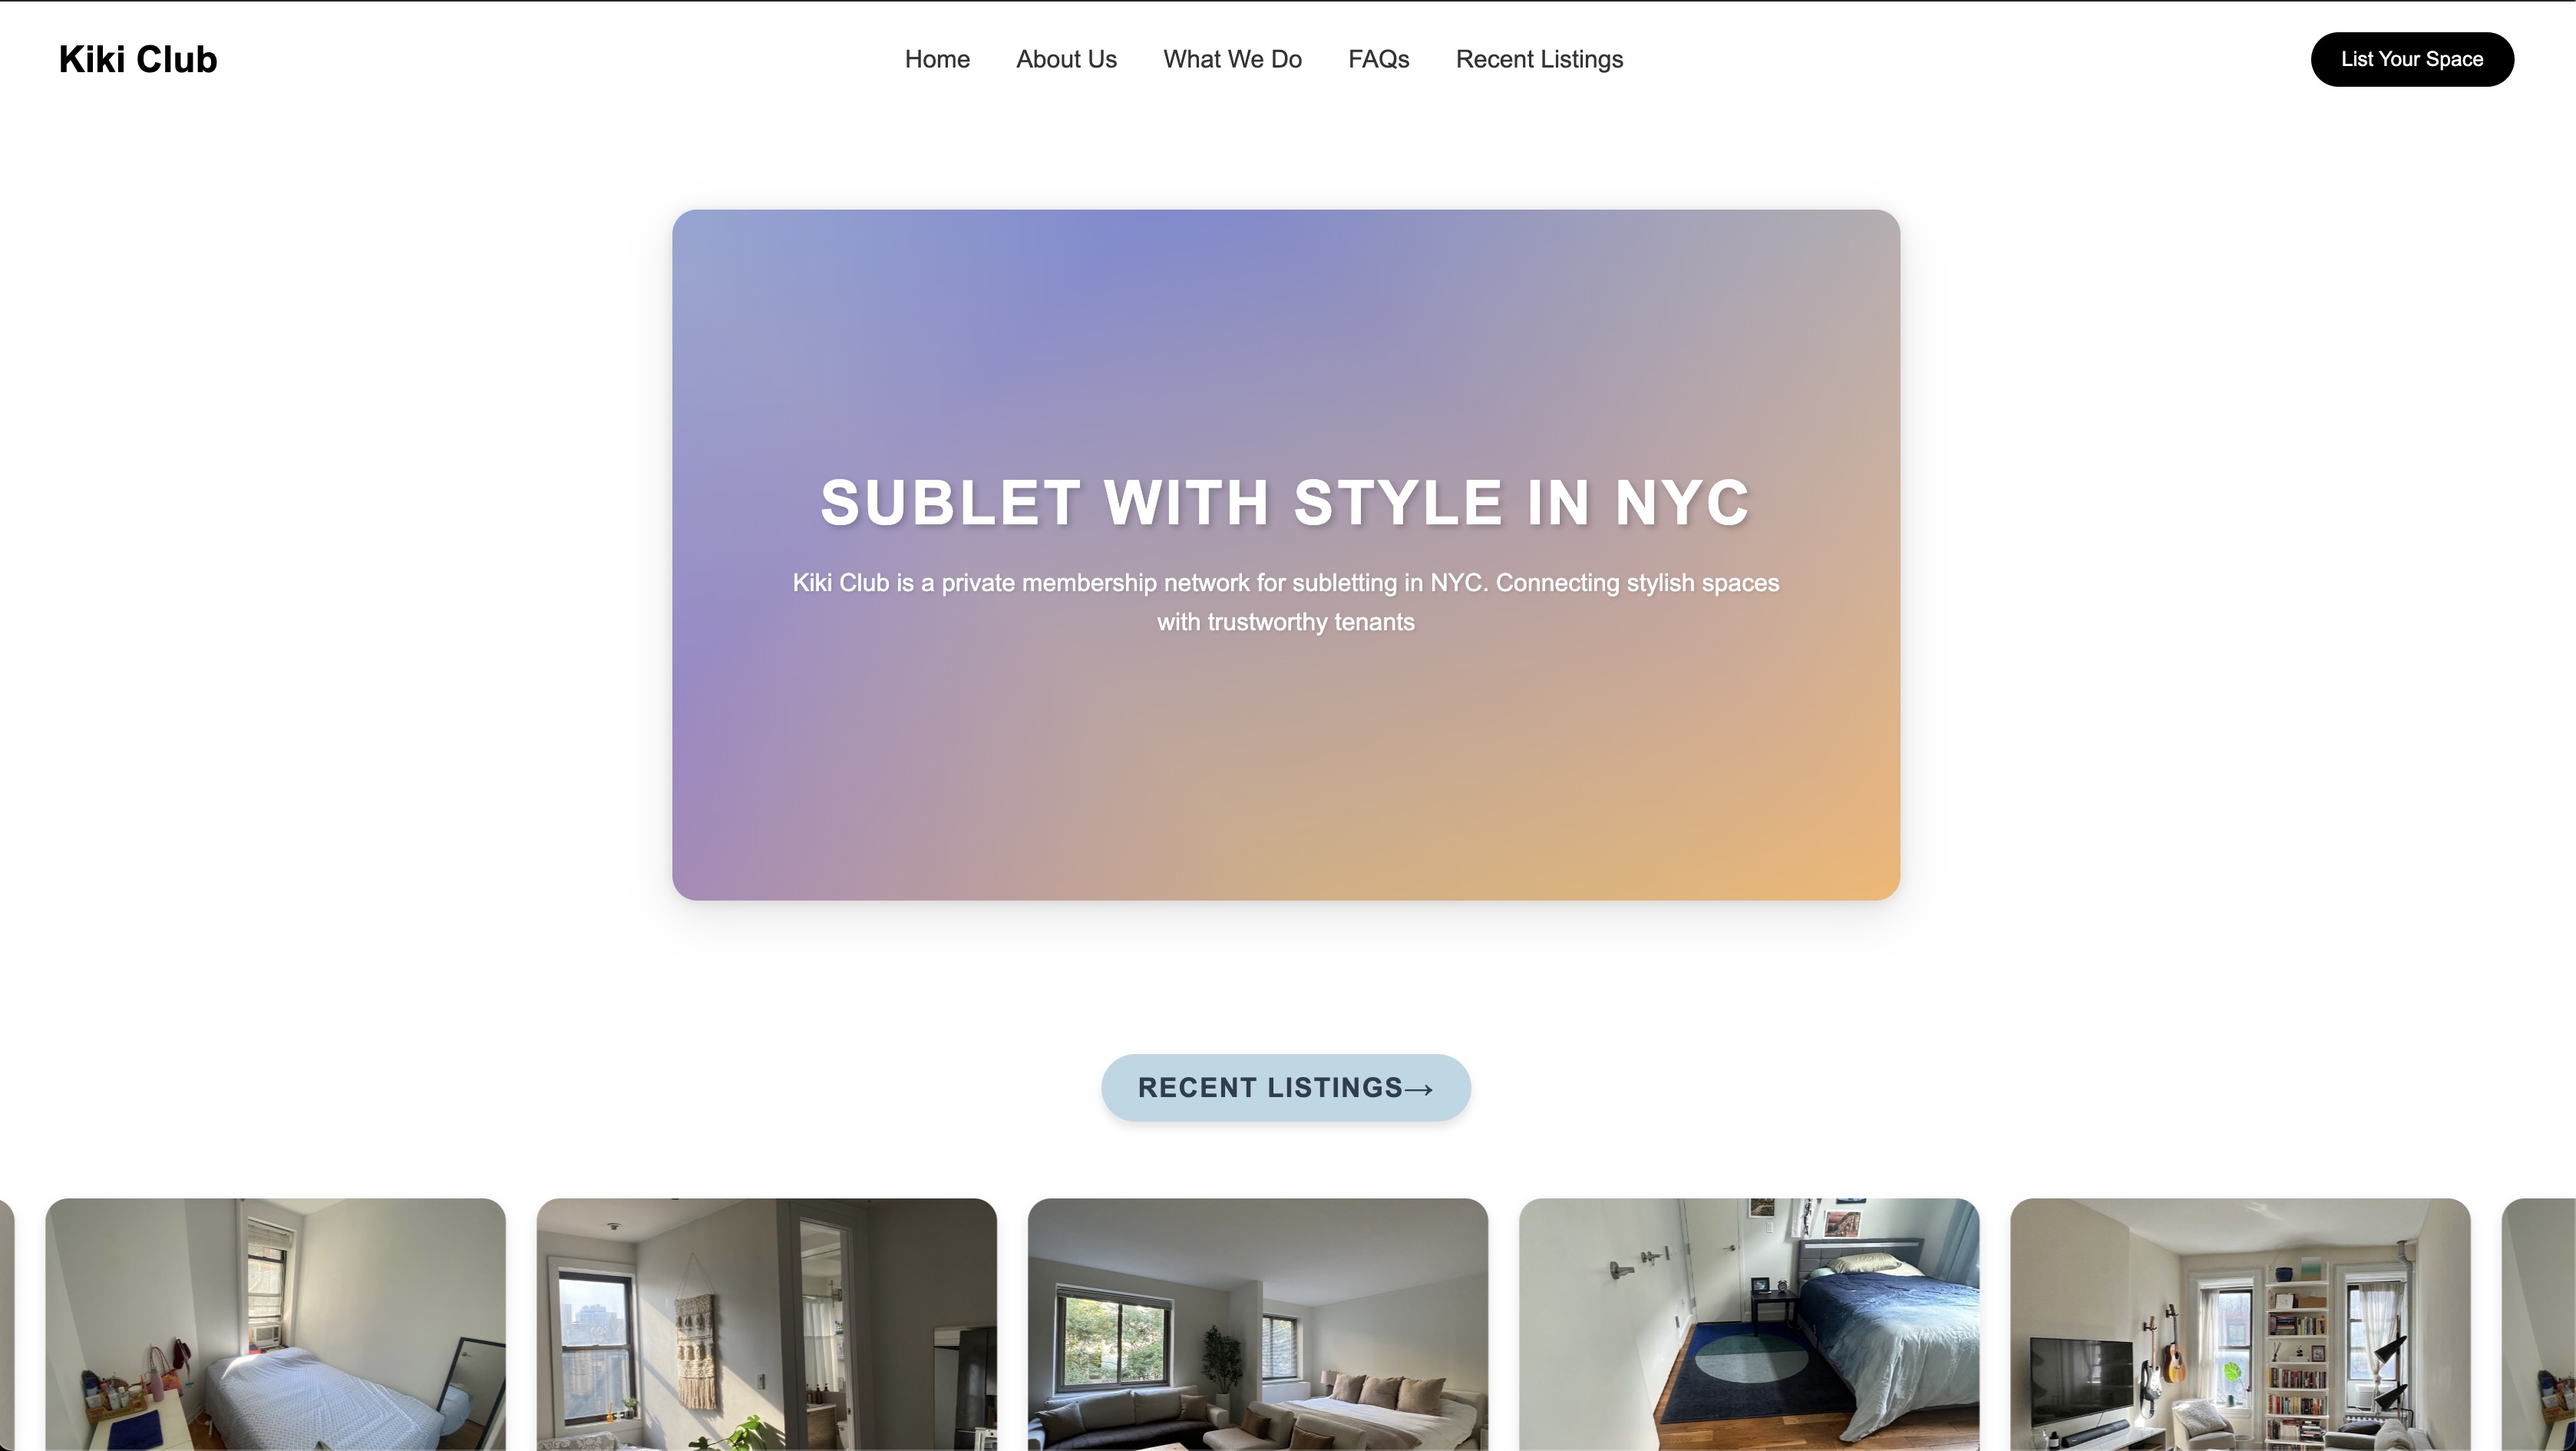 Kiki Club
Home
About Us
What We Do
FAQs
Recent Listings
List Your Space
SUBLET WITH STYLE IN NYC
Kiki Club is a private membership network for subletting in NYC. Connecting stylish spaces
with trustworthy tenants
RECENT LISTINGS→